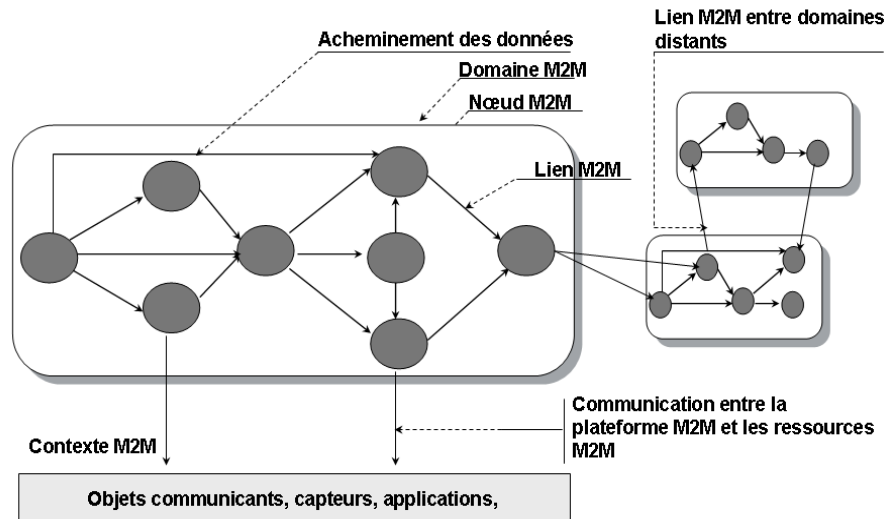 Lien M2M entre domaines
distants
Acheminement des données
Domaine M2M
Nœud M2M
Lien M2M
Communication entre la
plateforme M2M et les ressources
M2M
Contexte M2M
Objets communicants, capteurs, applications,